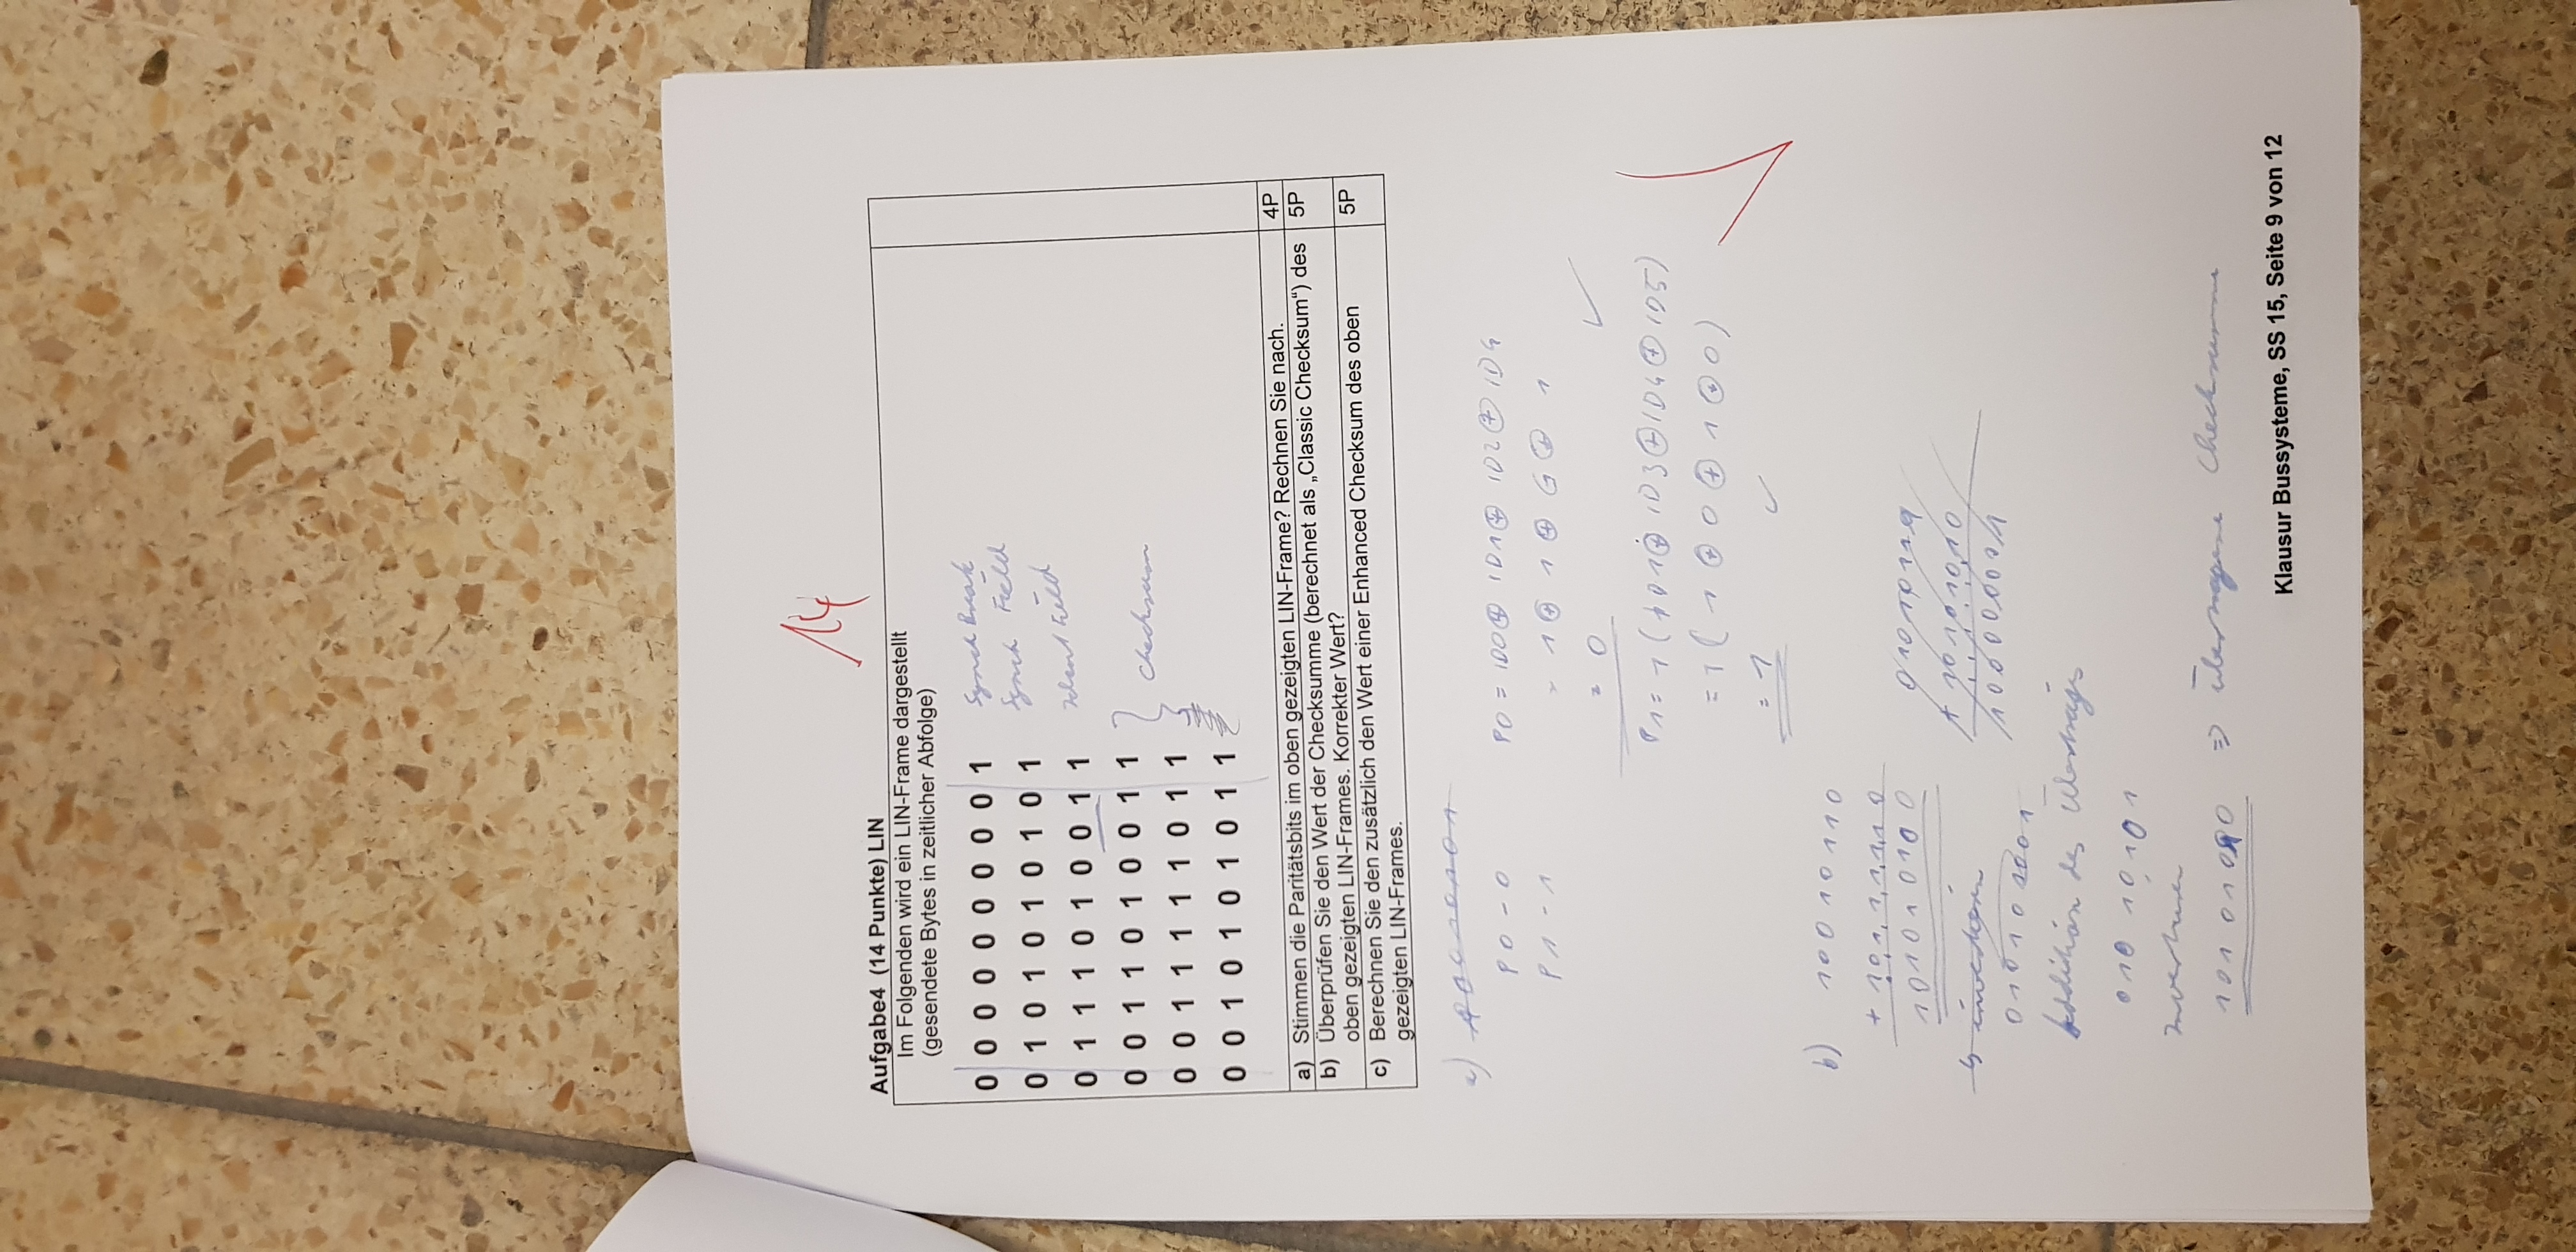 14
Aufgabe4 (14 Punkte) LIN
Im Folgenden wird ein LIN-Frame dargestellt
(gesendete Bytes in zeitlicher Abfolge)
0 0 0 0 0 0 0 0 0 1 Synch Break
0 1 0 1 0 1 0 1 0 1 Synch Field
0 1 1 1 0 1 0 0 1 1 Ident Field
0 0 1 1 0 1 0 0 1 1
Checksum
0 0 1 1 1 1 1 0 1 1
0 0 1 0 1 0 1 0 1 1
a) Stimmen die Paritätsbits im oben gezeigten LIN-Frame? Rechnen Sie nach. 4P
b) Überprüfen Sie den Wert der Checksumme (berechnet als „Classic Checksum“) des 5P
oben gezeigten LIN-Frames. Korrekter Wert?
c) Berechnen Sie den zusätzlich den Wert einer Enhanced Checksum des oben 5P
gezeigten LIN-Frames.
a)
P0 - 0 P0 = ID0 ⊕ ID1 ⊕ ID2 ⊕ ID4
P1 - 1 = 1 ⊕ 1 ⊕ 0 ⊕ 1
= 0 ✓
P1 = 1 (ID1 ⊕ ID3 ⊕ ID4 ⊕ ID5)
= 1 ( 1 ⊕ 0 ⊕ 1 ⊕ 0 )
= 1 ✓
b) 10010110
+ 10111110
101010100
invertieren
Addition des Übertrags
01010101
Invertieren
10101010 => übertragene Checksumme
Klausur Bussysteme, SS 15, Seite 9 von 12